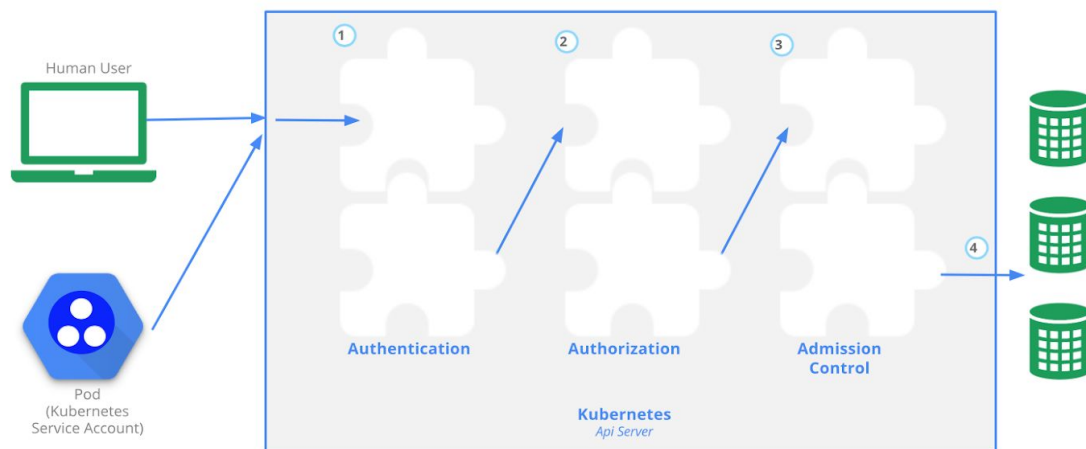 Human User
1
2
3
4
Authentication
Authorization
Admission
Control
Pod
(Kubernetes
Service Account)
Kubernetes
Api Server